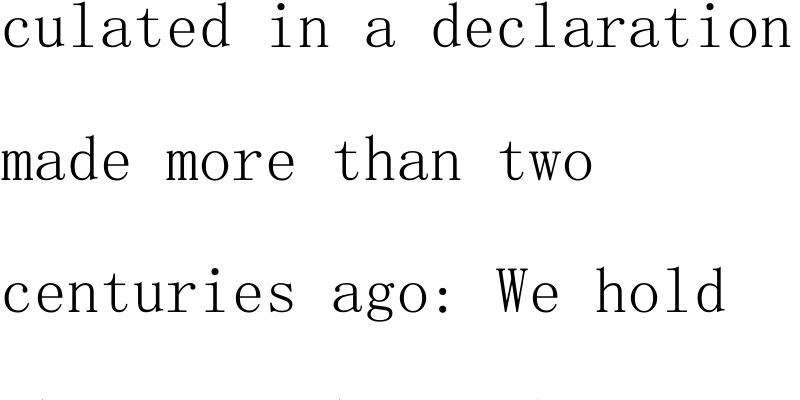 culated in a declaration
made more than two
centuries ago: We hold